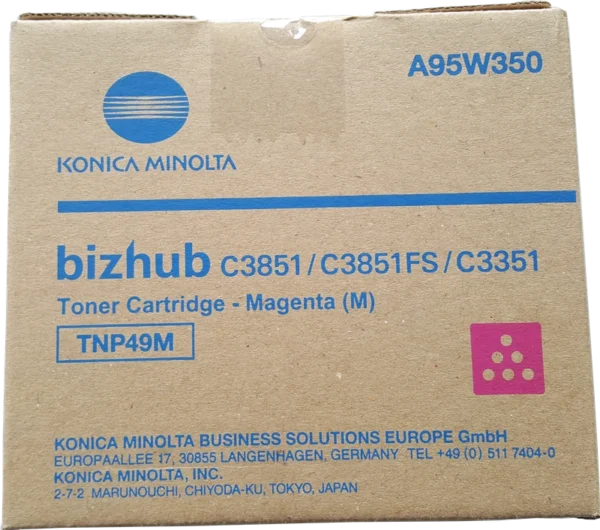 A95W350
KONICA MINOLTA
bizhub C3851/C3851FS/C3351
Toner Cartridge - Magenta (M)
TNP49M
KONICA MINOLTA BUSINESS SOLUTIONS EUROPE GmbH
EUROPAALLEE 17, 30855 LANGENHAGEN, GERMANY TEL +49 (0) 511 7404-0
KONICA MINOLTA, INC.
2-7-2 MARUNOUCHI, CHIYODA-KU, TOKYO, JAPAN